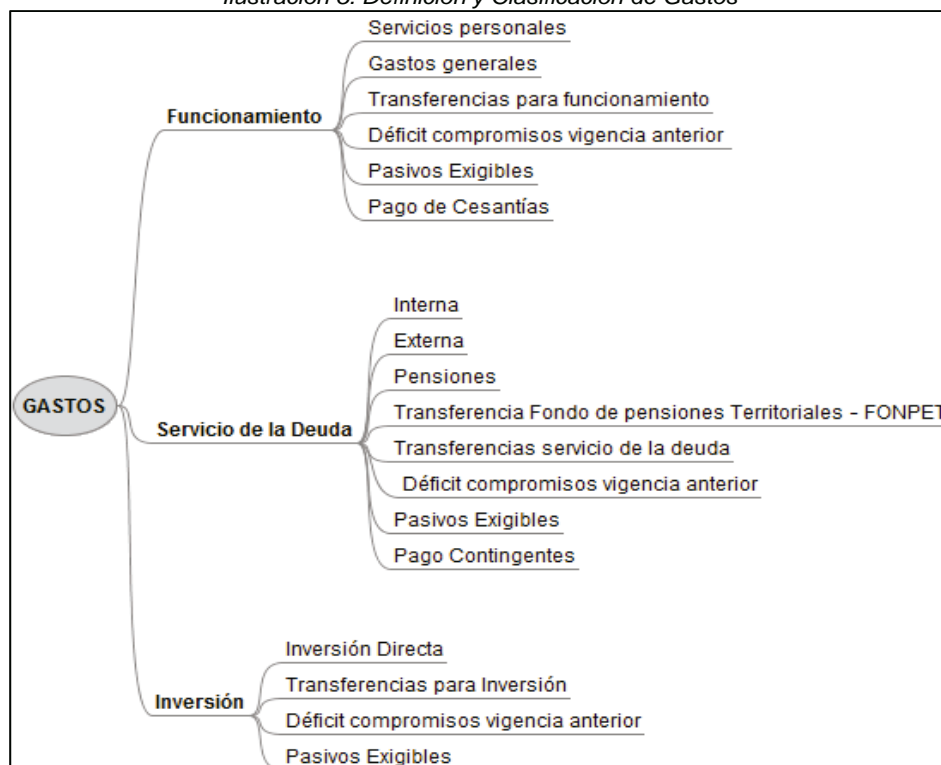 Ilustración 3. Definición y Clasificación de Gastos
Servicios personales
Gastos generales
Transferencias para funcionamiento
Funcionamiento
Déficit compromisos vigencia anterior
Pasivos Exigibles
Pago de Cesantías
Interna
Externa
Pensiones
GASTOS
Transferencia Fondo de pensiones Territoriales - FONPET
Servicio de la Deuda
Transferencias servicio de la deuda
Déficit compromisos vigencia anterior
Pasivos Exigibles
Pago Contingentes
Inversión Directa
Transferencias para Inversión
Inversión
Déficit compromisos vigencia anterior
Pasivos Exigibles